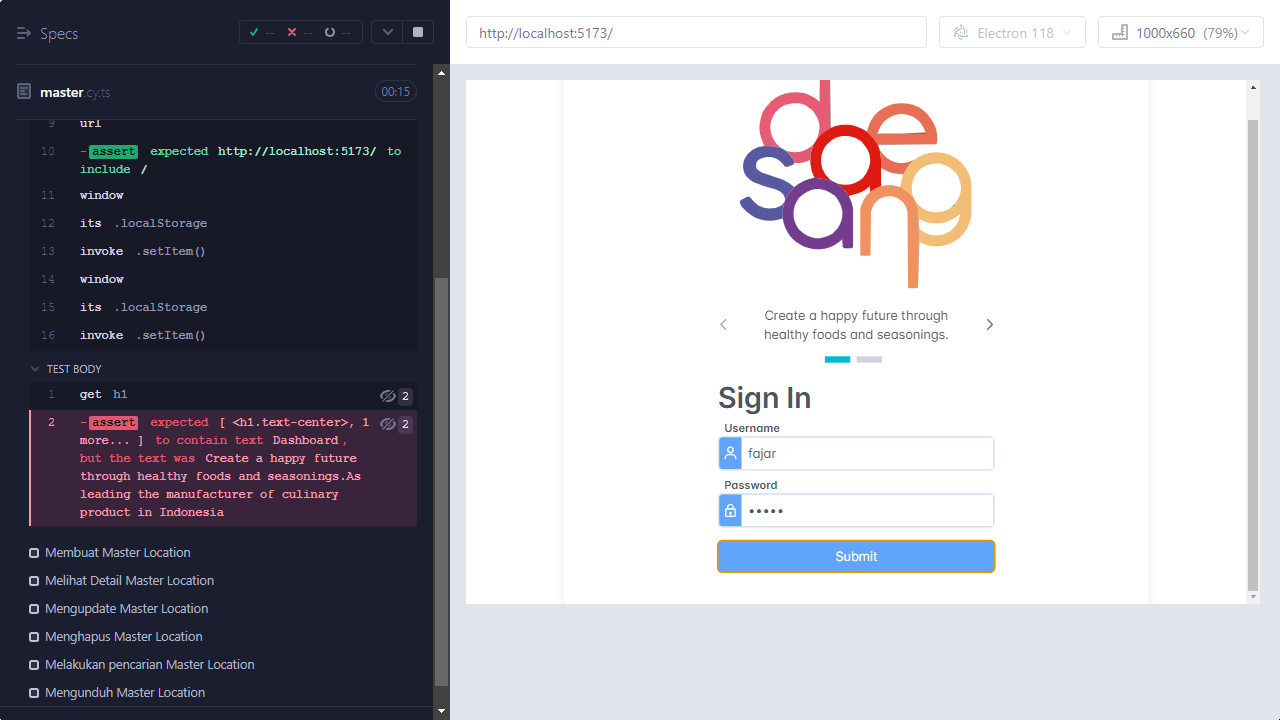 Specs
-- -- --
master.cy.ts
00:15
9 url
10 -assert expected http://localhost:5173/ to
include /
11 window
12 its .localStorage
13 invoke .setItem()
14 window
15 its .localStorage
16 invoke .setItem()
TEST BODY
1 get h1 2
2 -assert expected [ <h1.text-center>, 1 2
more... ] to contain text Dashboard,
but the text was Create a happy future
through healthy foods and seasonings.As
leading the manufacturer of culinary
product in Indonesia
Membuat Master Location
Melihat Detail Master Location
Mengupdate Master Location
Menghapus Master Location
Melakukan pencarian Master Location
Mengunduh Master Location
http://localhost:5173/
Electron 118
1000x660 (79%)
daesang
Create a happy future through
healthy foods and seasonings.
Sign In
Username
fajar
Password
•••••
Submit